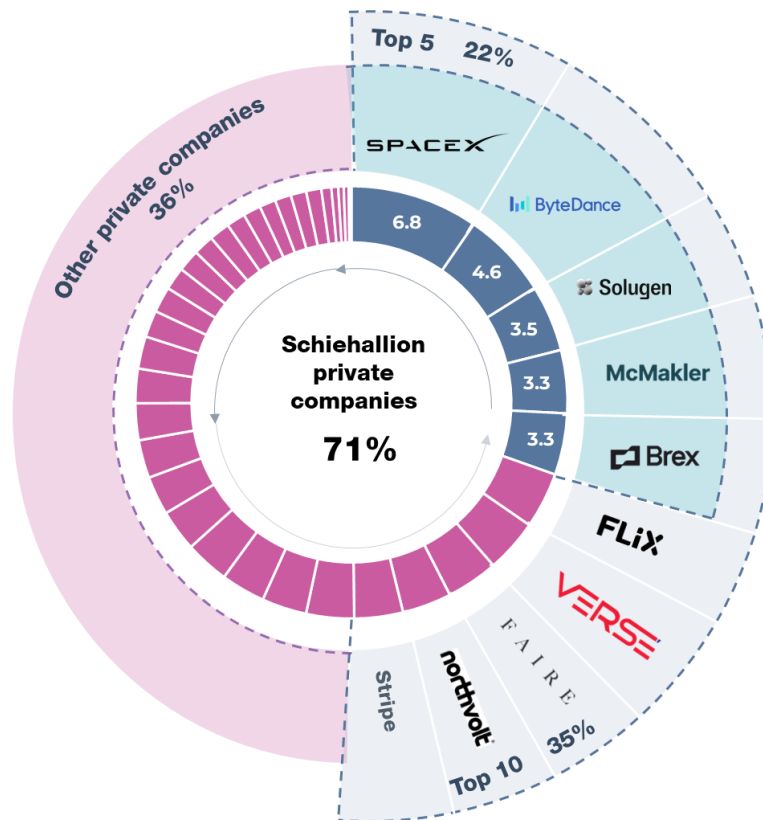 Top 5 22%
Other private companies
36%
SPACEX
ByteDance
Solugen
McMakler
Brex
FLiX
VERSE
FAIRE
northvolt
Stripe
Top 10 35%
6.8
4.6
3.5
3.3
3.3
Schiehallion
private
companies
71%